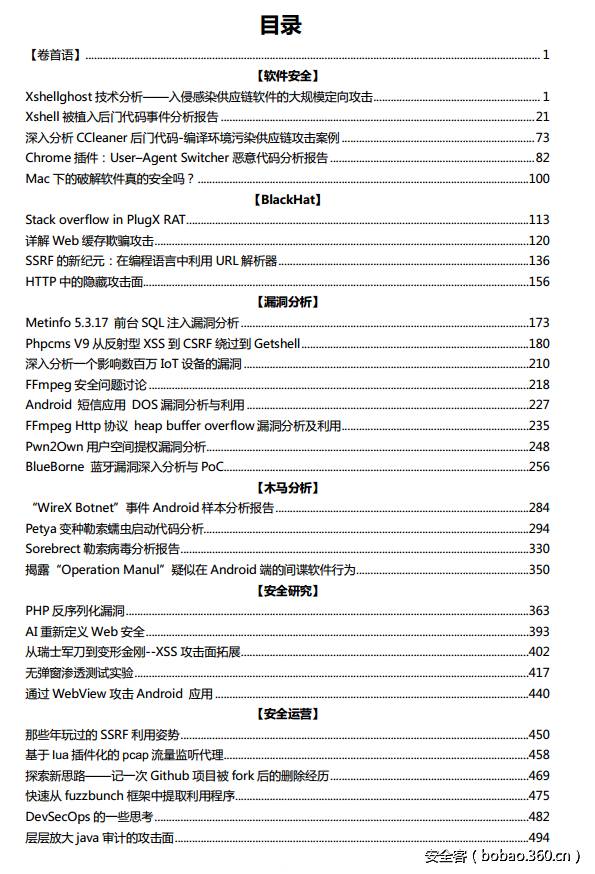 目录
【卷首语】 1
【软件安全】
Xshellghost 技术分析——入侵感染供应链软件的大规模定向攻击 1
Xshell 被植入后门代码事件分析报告 21
深入分析 CCleaner 后门代码-编译环境污染供应链攻击案例 73
Chrome 插件：User–Agent Switcher 恶意代码分析报告 82
Mac 下的破解软件真的安全吗？ 100
【BlackHat】
Stack overflow in PlugX RAT 113
详解 Web 缓存欺骗攻击 120
SSRF 的新纪元：在编程语言中利用 URL 解析器 136
HTTP 中的隐藏攻击面 156
【漏洞分析】
Metinfo 5.3.17 前台 SQL 注入漏洞分析 173
Phpcms V9 从反射型 XSS 到 CSRF 绕过到 Getshell 180
深入分析一个影响数百万 IoT 设备的漏洞 210
FFmpeg 安全问题讨论 218
Android 短信应用 DOS 漏洞分析与利用 227
FFmpeg Http 协议 heap buffer overflow 漏洞分析及利用 235
Pwn2Own 用户空间提权漏洞分析 248
BlueBorne 蓝牙漏洞深入分析与 PoC 256
【木马分析】
“WireX Botnet”事件 Android 样本分析报告 284
Petya 变种勒索蠕虫启动代码分析 294
Sorebrect 勒索病毒分析报告 330
揭露“Operation Manul”疑似在 Android 端的间谍软件行为 350
【安全研究】
PHP 反序列化漏洞 363
AI 重新定义 Web 安全 393
从瑞士军刀到变形金刚--XSS 攻击面拓展 402
无弹窗渗透测试实验 417
通过 WebView 攻击 Android 应用 440
【安全运营】
那些年玩过的 SSRF 利用姿势 450
基于 lua 插件化的 pcap 流量监听代理 458
探索新思路——记一次 Github 项目被 fork 后的删除经历 469
快速从 fuzzbunch 框架中提取利用程序 475
DevSecOps 的一些思考 482
层层放大 java 审计的攻击面 494
安全客（bobao.360.cn）